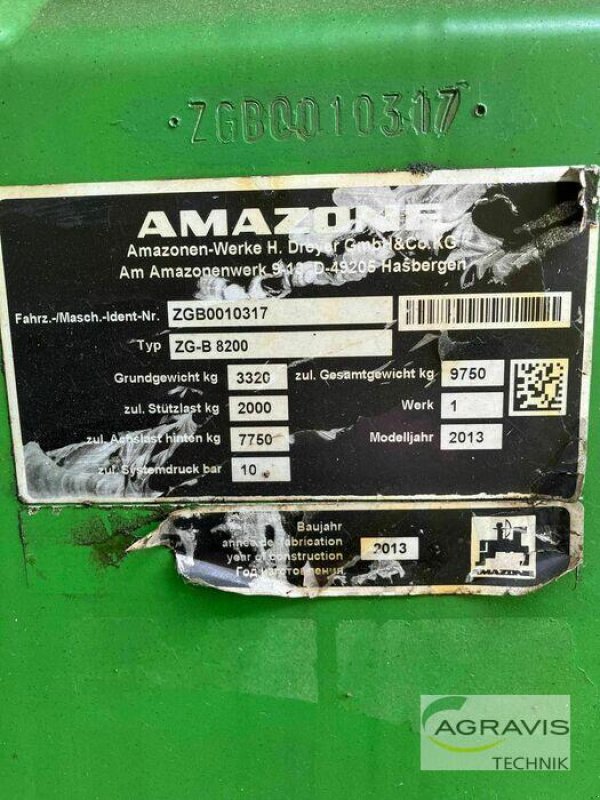 ZGB0010317
AMAZONE
Amazonen-Werke H. Dreyer GmbH&Co.KG
Am Amazonenwerk 9-13, D-49205 Hasbergen
Fahrz.-/Masch.-Ident-Nr. ZGB0010317
Typ ZG-B 8200
Grundgewicht kg 3320 zul. Gesamtgewicht kg 9750
zul. Stützlast kg 2000 Werk 1
zul. Achslast hinten kg 7750 Modelljahr 2013
zul. Systemdruck bar 10
Baujahr
année de fabrication
year of construction 2013
Год изготовления
AMAZONE
AGRAVIS
TECHNIK